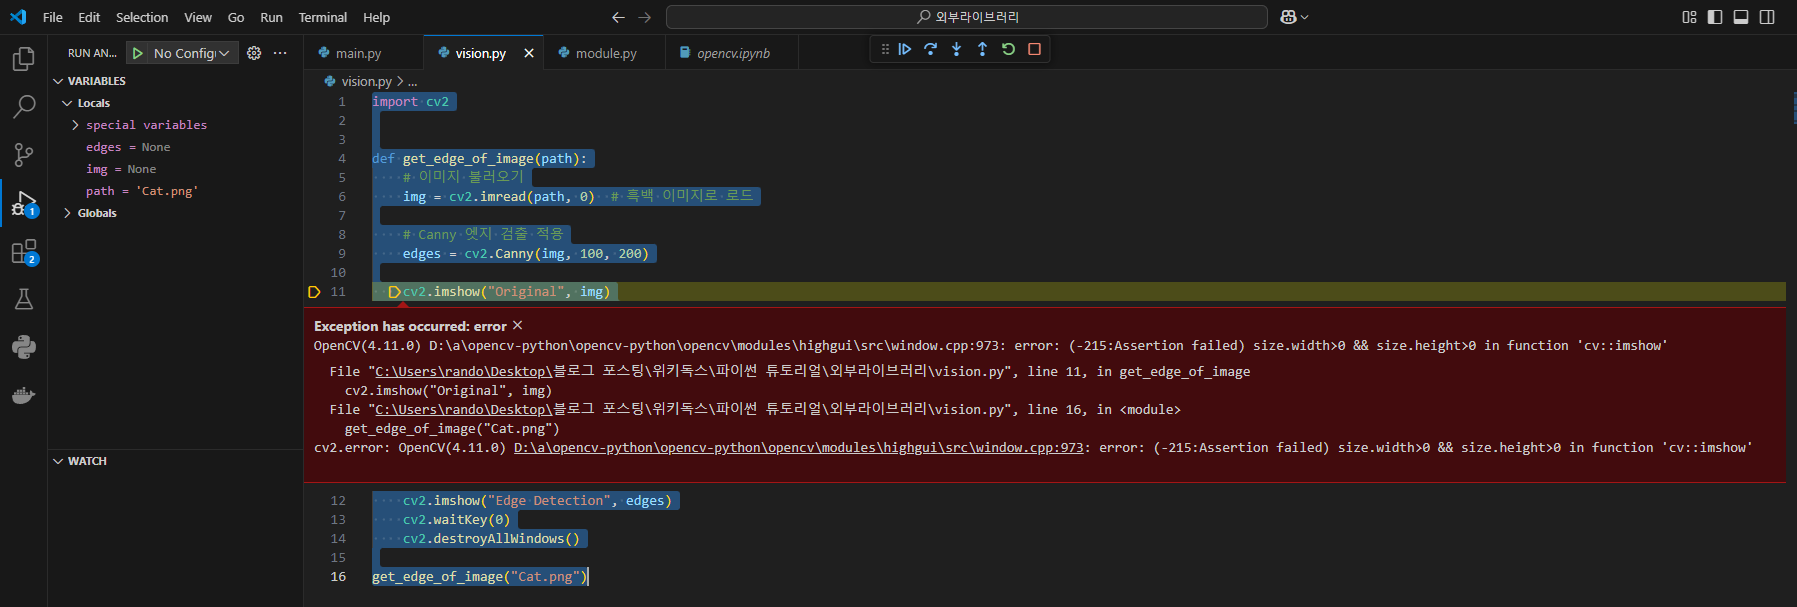 File Edit Selection View Go Run Terminal Help
외부라이브러리
RUN AN... No Config
main.py vision.py module.py opencv.ipynb
VARIABLES
vision.py > ...
Locals
special variables
edges = None
img = None
path = 'Cat.png'
Globals
1
2
WATCH
1 import cv2
2
3
4 def get_edge_of_image(path):
5 # 이미지 불러오기
6 img = cv2.imread(path, 0) # 흑백 이미지로 로드
7
8 # Canny 엣지 검출 적용
9 edges = cv2.Canny(img, 100, 200)
10
11 cv2.imshow("Original", img)
Exception has occurred: error
OpenCV(4.11.0) D:\a\opencv-python\opencv-python\opencv\modules\highgui\src\window.cpp:973: error: (-215:Assertion failed) size.width>0 && size.height>0 in function 'cv::imshow'
File "C:\Users\rando\Desktop\블로그 포스팅\위키독스\파이썬 튜토리얼\외부라이브러리\vision.py", line 11, in get_edge_of_image
cv2.imshow("Original", img)
File "C:\Users\rando\Desktop\블로그 포스팅\위키독스\파이썬 튜토리얼\외부라이브러리\vision.py", line 16, in <module>
get_edge_of_image("Cat.png")
cv2.error: OpenCV(4.11.0) D:\a\opencv-python\opencv-python\opencv\modules\highgui\src\window.cpp:973: error: (-215:Assertion failed) size.width>0 && size.height>0 in function 'cv::imshow'
12 cv2.imshow("Edge Detection", edges)
13 cv2.waitKey(0)
14 cv2.destroyAllWindows()
15
16 get_edge_of_image("Cat.png")